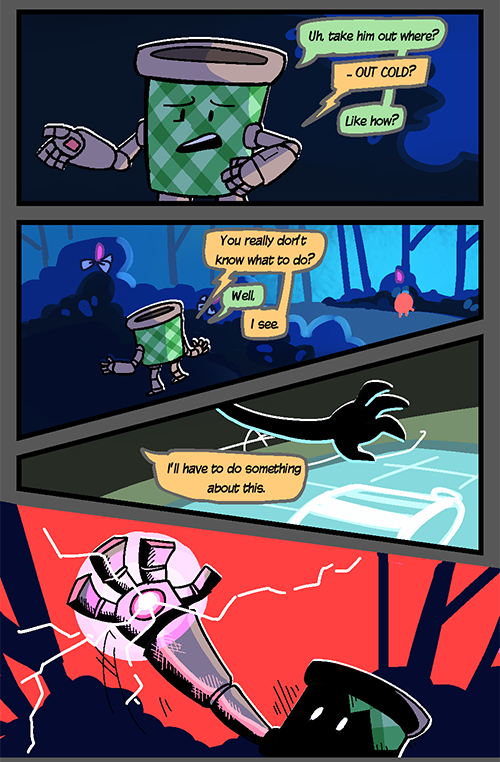 Uh, take him out where?
.. OUT COLD?
Like how?
You really don't
know what to do?
Well,
I see.
I'll have to do something
about this.